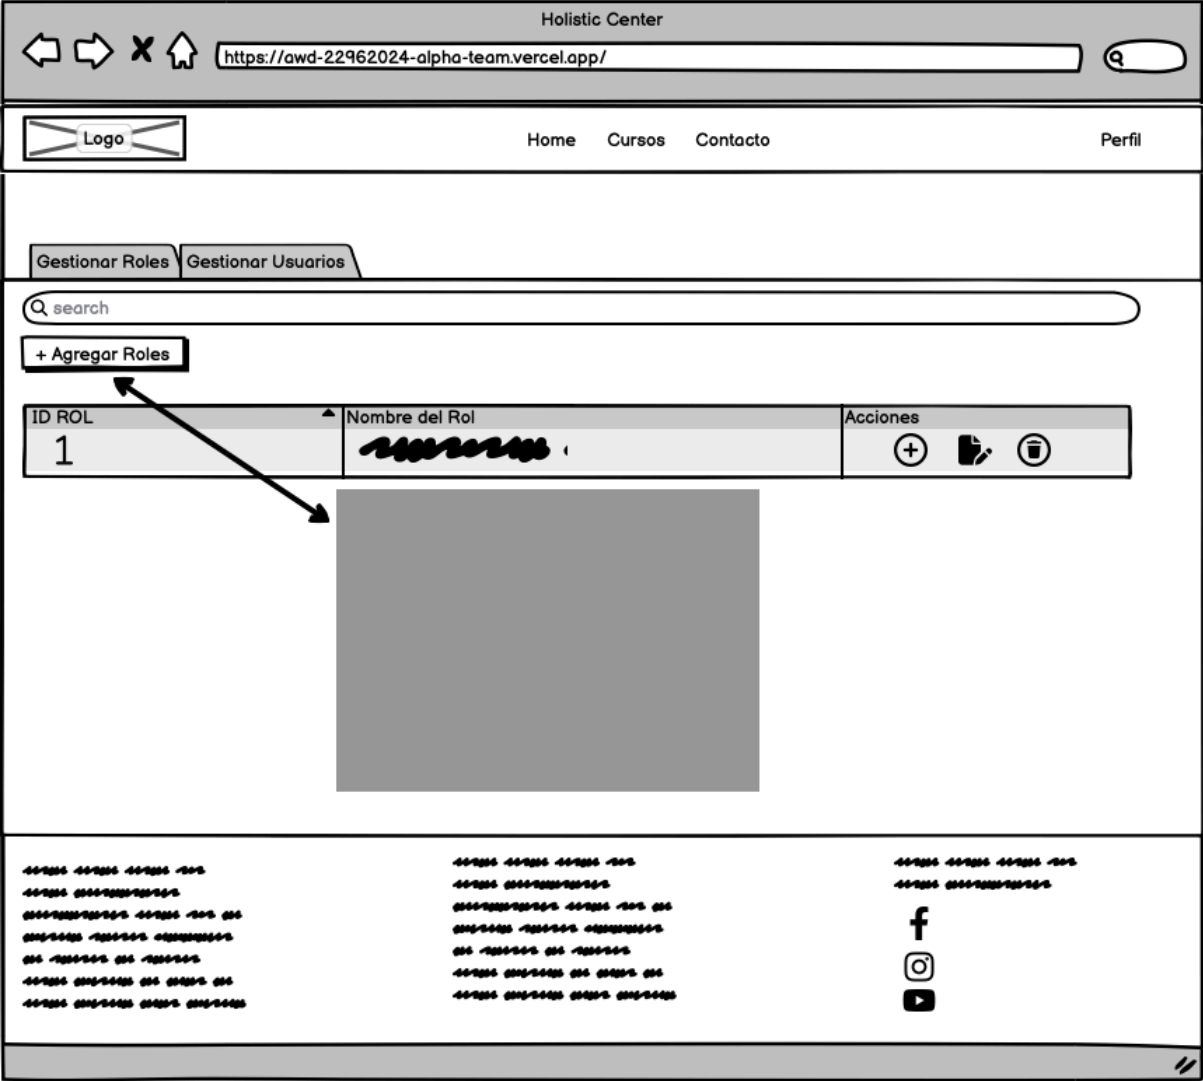 Holistic Center
https://awd-22962024-alpha-team.vercel.app/
Logo
Home Cursos Contacto Perfil
Gestionar Roles Gestionar Usuarios
search
+ Agregar Roles
ID ROL Nombre del Rol Acciones
1